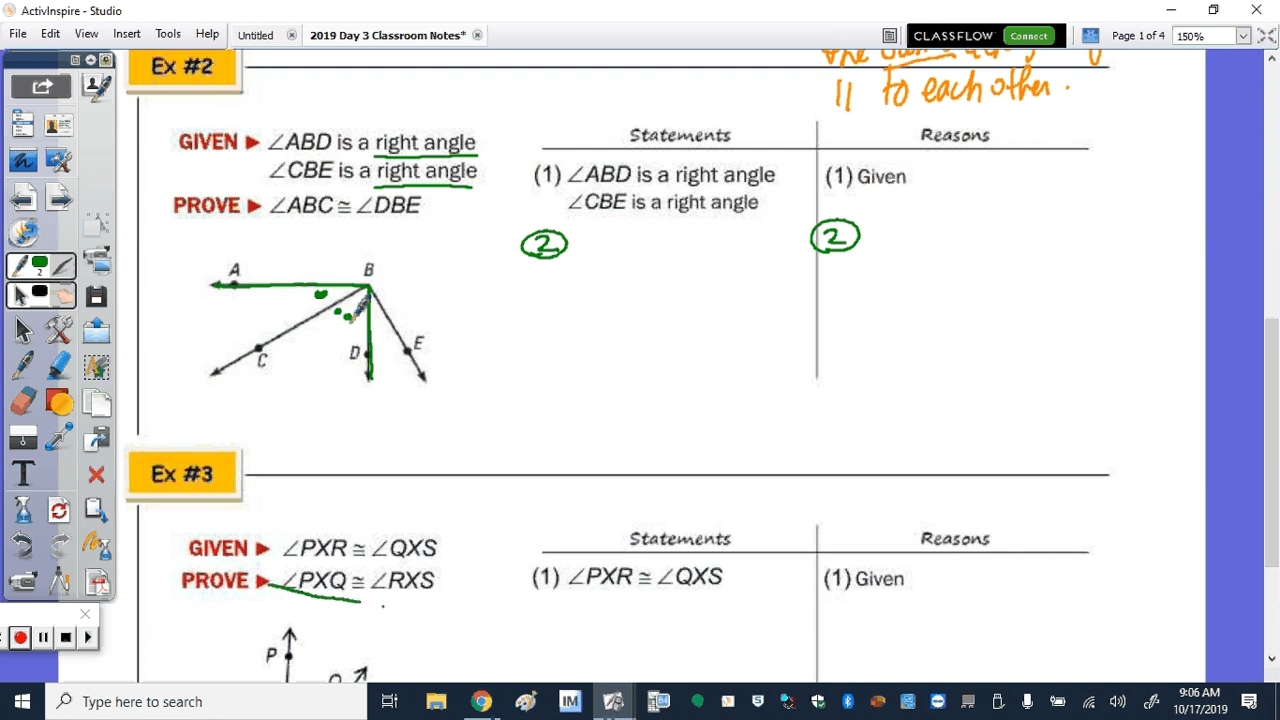 ActivInspire - Studio
File Edit View Insert Tools Help Untitled 2019 Day 3 Classroom Notes* CLASSFLOW Connect Page 1 of 4 150%
Ex #2
to each other.
GIVEN ∠ABD is a right angle
∠CBE is a right angle
PROVE ∠ABC ≅ ∠DBE
Statements Reasons
(1) ∠ABD is a right angle (1) Given
∠CBE is a right angle
2 2
A B
C D E
Ex #3
GIVEN ∠PXR ≅ ∠QXS
PROVE ∠PXQ ≅ ∠RXS
Statements Reasons
(1) ∠PXR ≅ ∠QXS (1) Given
P
2
T
Type here to search
IM
9:06 AM
10/17/2019